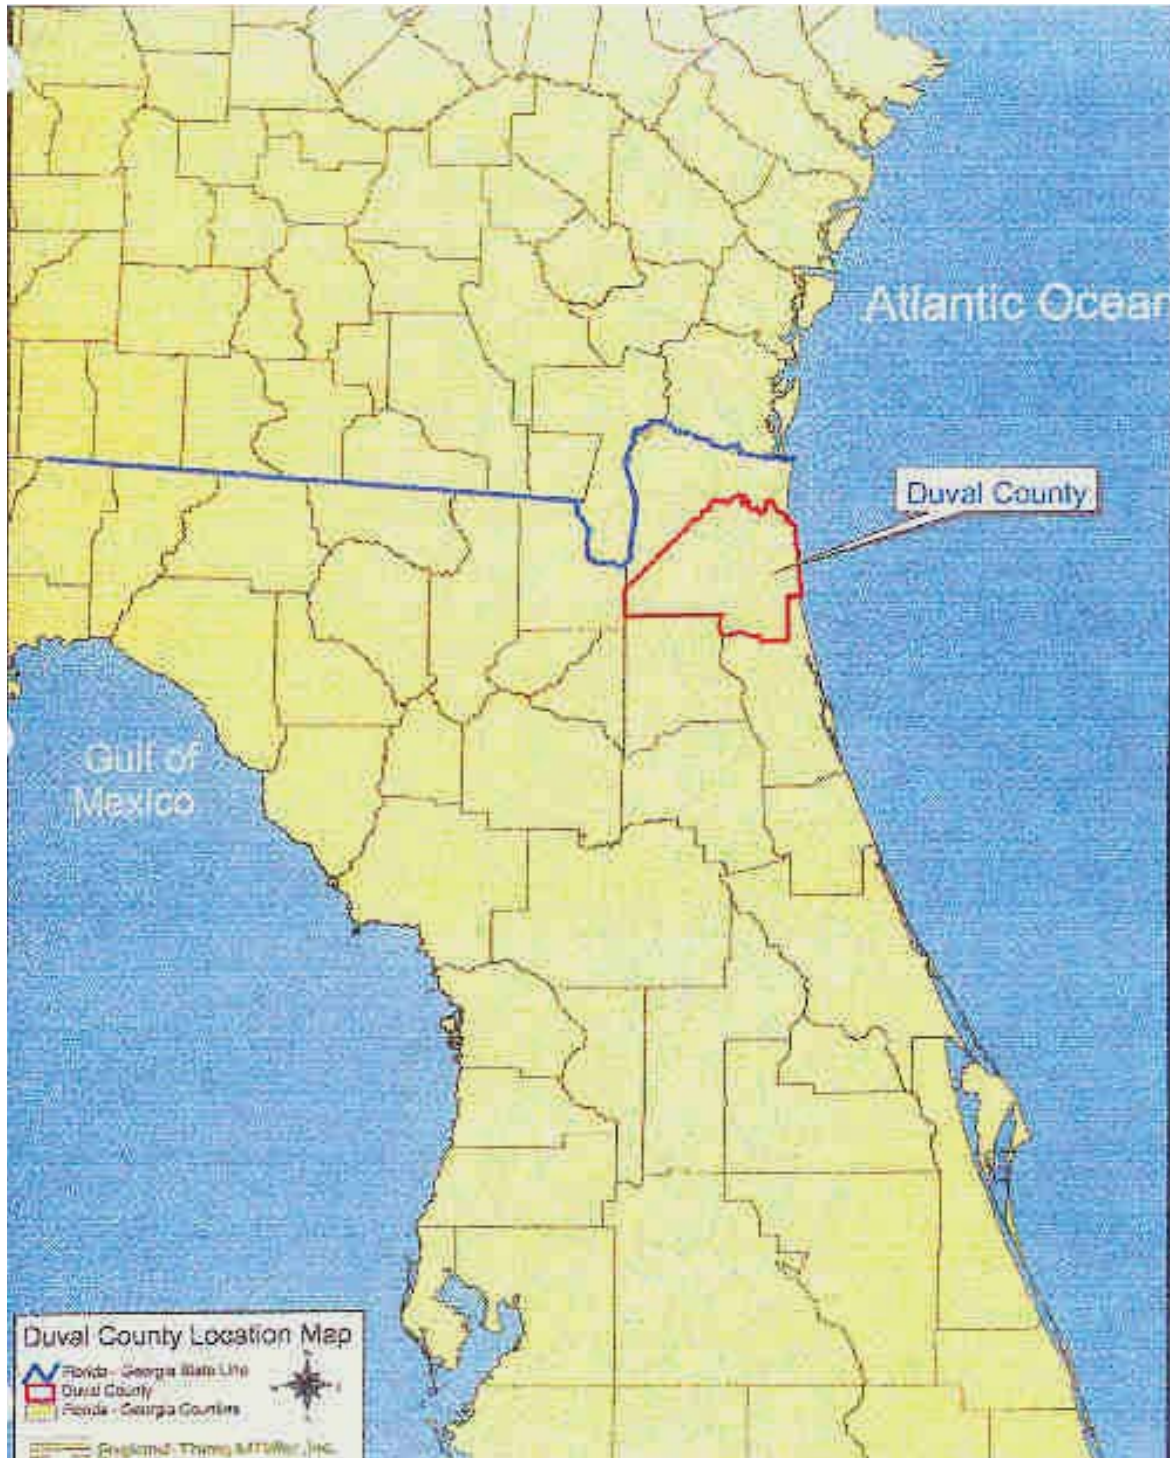 Atlantic Ocean
Duval County
Gulf of
Mexico
Duval County Location Map
Florida - Georgia State Line
Duval County
Florida - Georgia Counties
Inc.